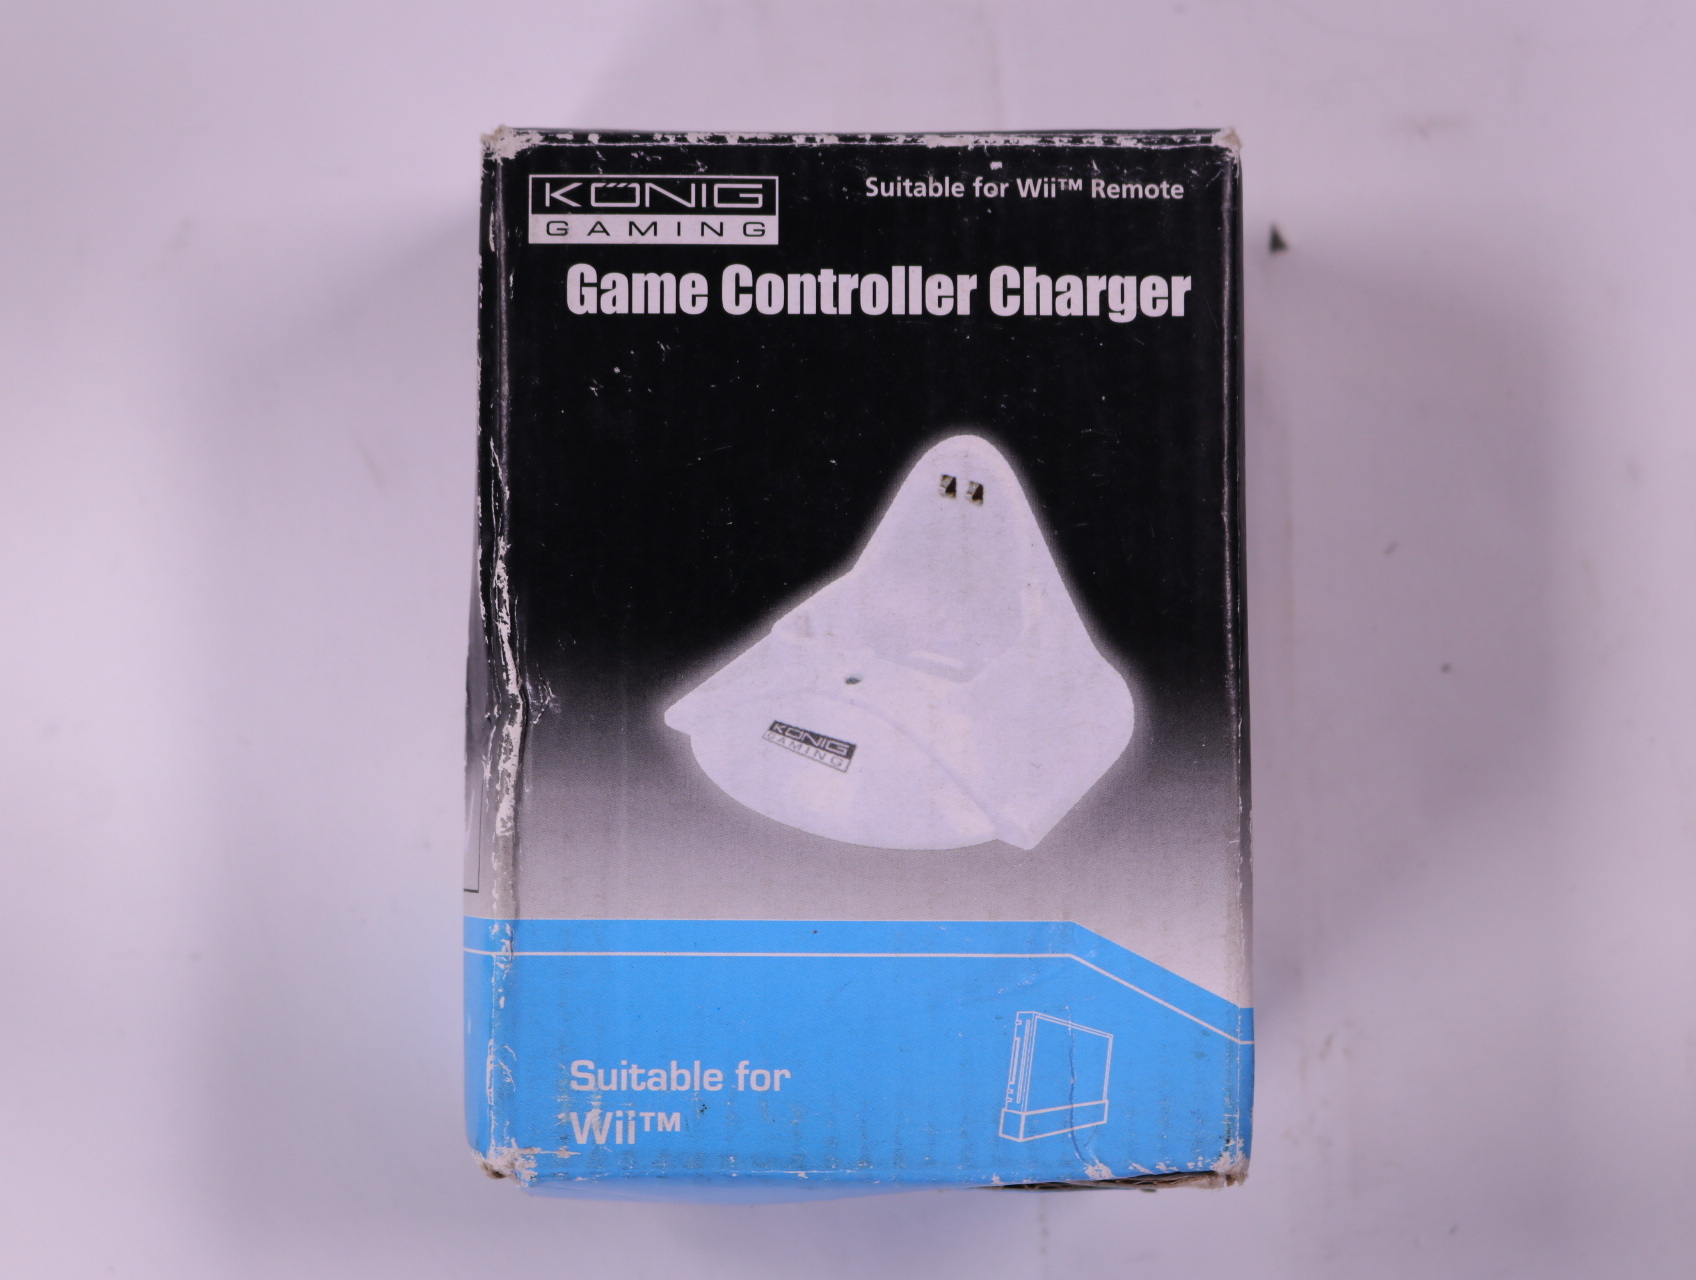 KÖNIG
GAMING
Suitable for Wii™ Remote
Game Controller Charger
KÖNIG
GAMING
Suitable for
Wii™